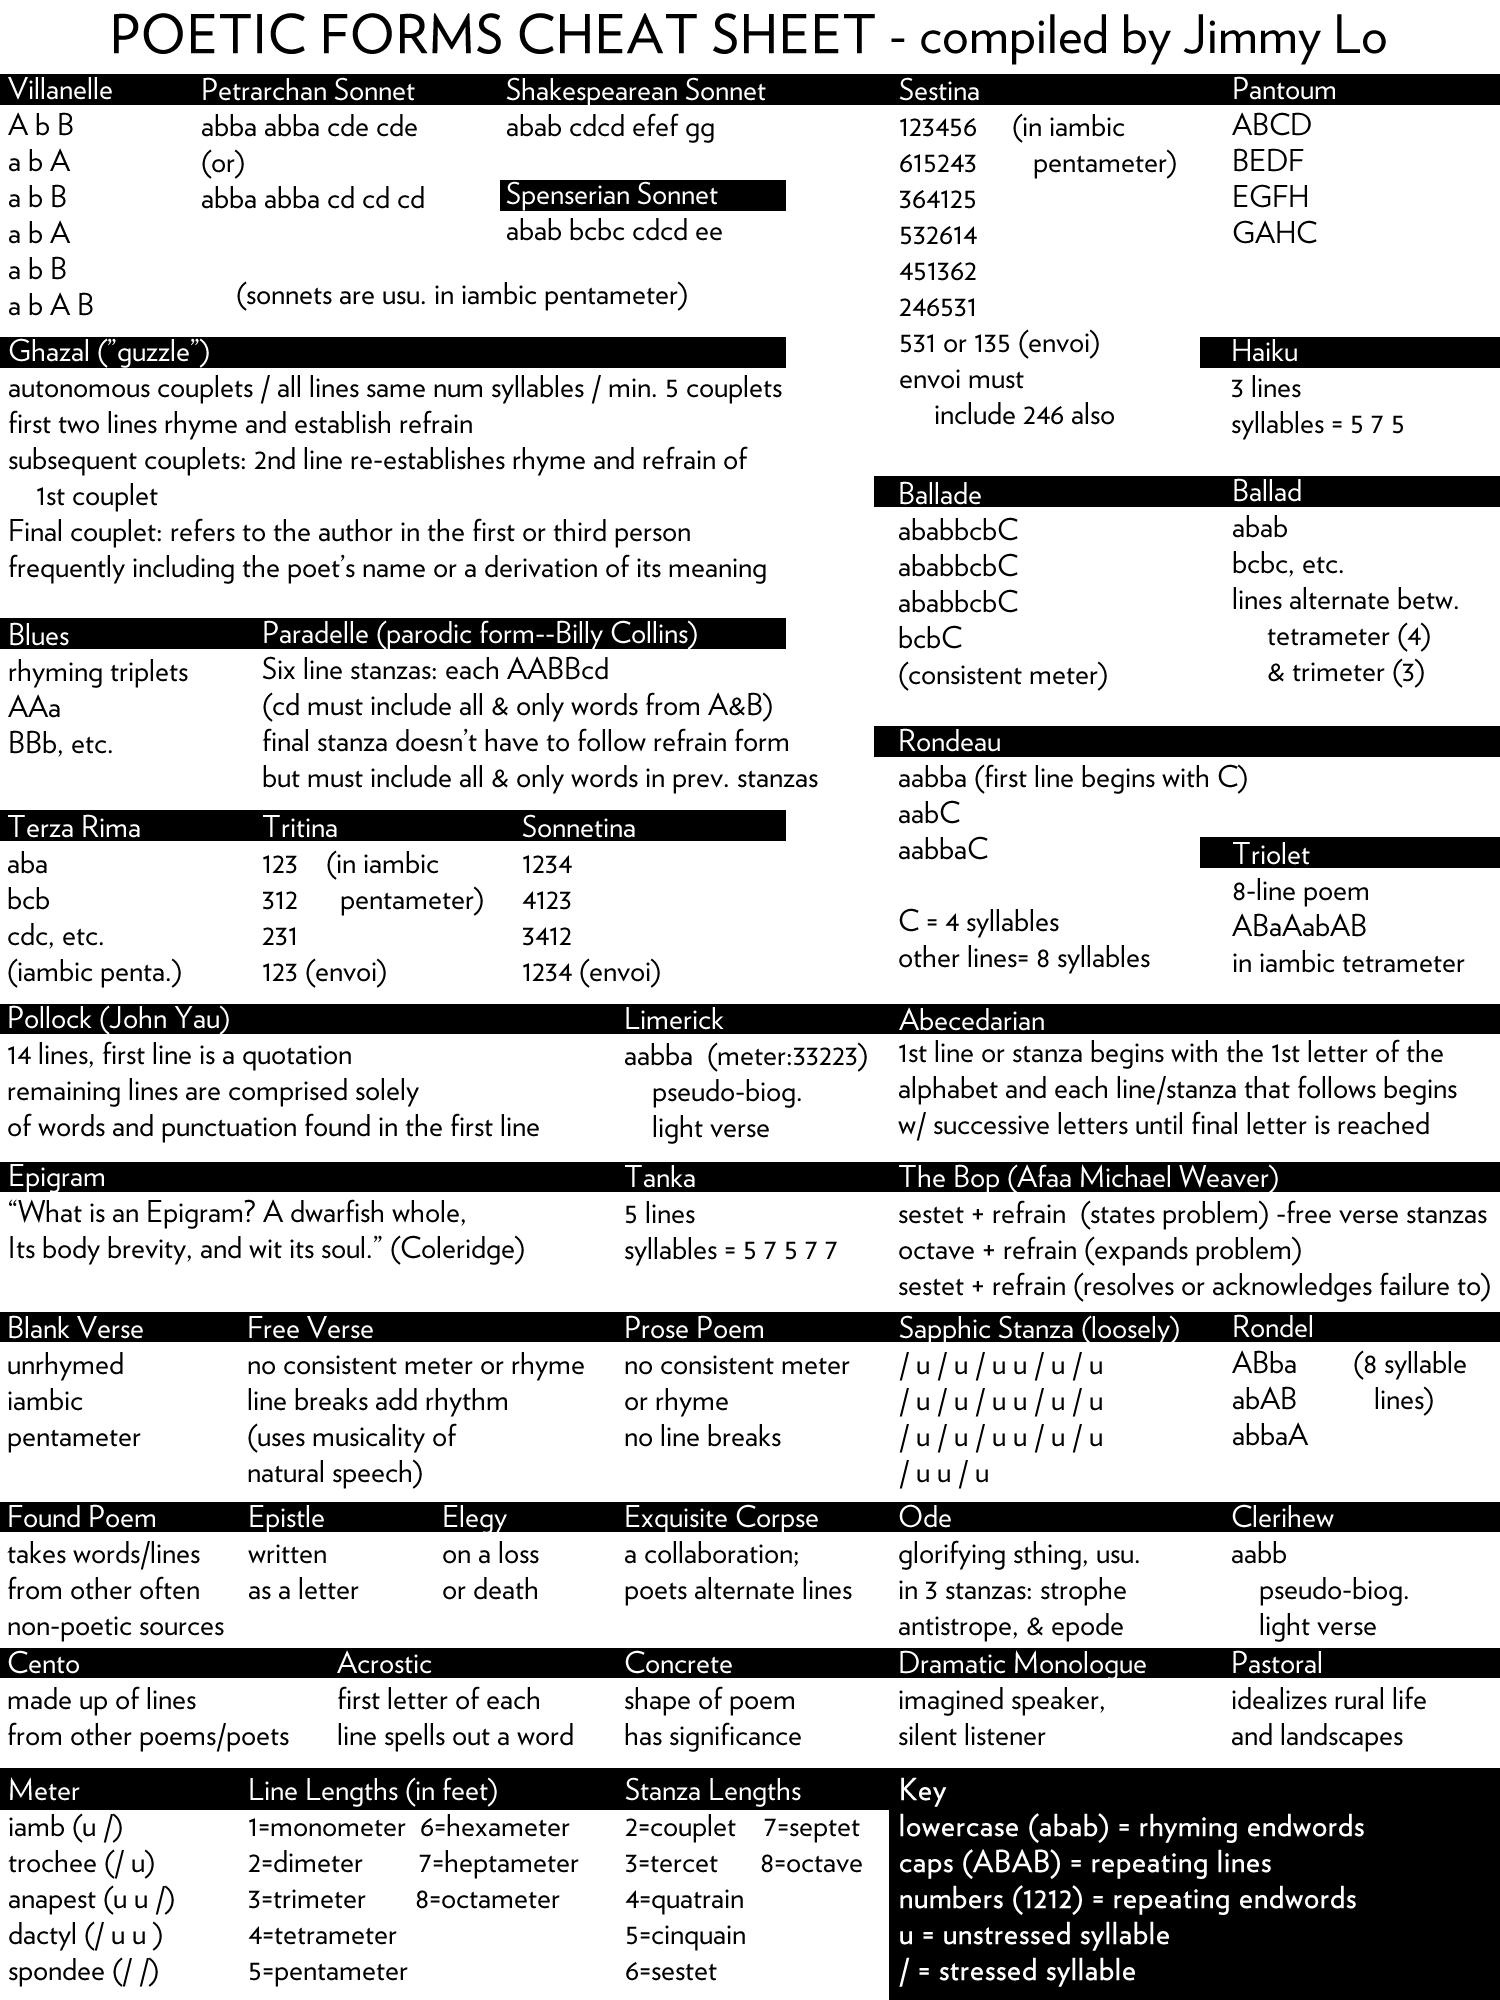 POETIC FORMS CHEAT SHEET - compiled by Jimmy Lo
Villanelle
A b B
a b A
a b B
a b A
a b B
a b A B
Petrarchan Sonnet
abba abba cde cde
(or)
abba abba cd cd cd
Shakespearean Sonnet
abab cdcd efef gg
Spenserian Sonnet
abab bcbc cdcd ee
(sonnets are usu. in iambic pentameter)
Sestina
123456 (in iambic
615243 pentameter)
364125
532614
451362
246531
531 or 135 (envoi)
envoi must
include 246 also
Pantoum
ABCD
BEDF
EGFH
GAHC
Haiku
3 lines
syllables = 5 7 5
Ghazal ("guzzle")
autonomous couplets / all lines same num syllables / min. 5 couplets
first two lines rhyme and establish refrain
subsequent couplets: 2nd line re-establishes rhyme and refrain of
1st couplet
Final couplet: refers to the author in the first or third person
frequently including the poet's name or a derivation of its meaning
Ballade
ababbcbC
ababbcbC
ababbcbC
bcbC
(consistent meter)
Ballad
abab
bcbc, etc.
lines alternate betw.
tetrameter (4)
& trimeter (3)
Blues
rhyming triplets
AAa
BBb, etc.
Paradelle (parodic form--Billy Collins)
Six line stanzas: each AABBcd
(cd must include all & only words from A&B)
final stanza doesn't have to follow refrain form
but must include all & only words in prev. stanzas
Rondeau
aabba (first line begins with C)
aabC
aabbaC
C = 4 syllables
other lines= 8 syllables
Triolet
8-line poem
ABaAabAB
in iambic tetrameter
Terza Rima
aba
bcb
cdc, etc.
(iambic penta.)
Tritina
123 (in iambic
312 pentameter)
231
123 (envoi)
Sonnetina
1234
4123
3412
1234 (envoi)
Pollock (John Yau)
14 lines, first line is a quotation
remaining lines are comprised solely
of words and punctuation found in the first line
Limerick
aabba (meter:33223)
pseudo-biog.
light verse
Abecedarian
1st line or stanza begins with the 1st letter of the
alphabet and each line/stanza that follows begins
w/ successive letters until final letter is reached
Epigram
"What is an Epigram? A dwarfish whole,
Its body brevity, and wit its soul." (Coleridge)
Tanka
5 lines
syllables = 5 7 5 7 7
The Bop (Afaa Michael Weaver)
sestet + refrain (states problem) -free verse stanzas
octave + refrain (expands problem)
sestet + refrain (resolves or acknowledges failure to)
Blank Verse
unrhymed
iambic
pentameter
Free Verse
no consistent meter or rhyme
line breaks add rhythm
(uses musicality of
natural speech)
Prose Poem
no consistent meter
or rhyme
no line breaks
Sapphic Stanza (loosely)
/ u / u / u u / u / u
/ u / u / u u / u / u
/ u / u / u u / u / u
/ u u / u
Rondel
ABba (8 syllable
abAB lines)
abbaA
Found Poem
takes words/lines
from other often
non-poetic sources
Epistle
written
as a letter
Elegy
on a loss
or death
Exquisite Corpse
a collaboration;
poets alternate lines
Ode
glorifying sthing, usu.
in 3 stanzas: strophe
antistrope, & epode
Clerihew
aabb
pseudo-biog.
light verse
Cento
made up of lines
from other poems/poets
Acrostic
first letter of each
line spells out a word
Concrete
shape of poem
has significance
Dramatic Monologue
imagined speaker,
silent listener
Pastoral
idealizes rural life
and landscapes
Meter
iamb (u /)
trochee (/ u)
anapest (u u /)
dactyl (/ u u )
spondee (/ /)
Line Lengths (in feet)
1=monometer 6=hexameter
2=dimeter 7=heptameter
3=trimeter 8=octameter
4=tetrameter
5=pentameter
Stanza Lengths
2=couplet 7=septet
3=tercet 8=octave
4=quatrain
5=cinquain
6=sestet
Key
lowercase (abab) = rhyming endwords
caps (ABAB) = repeating lines
numbers (1212) = repeating endwords
u = unstressed syllable
/ = stressed syllable